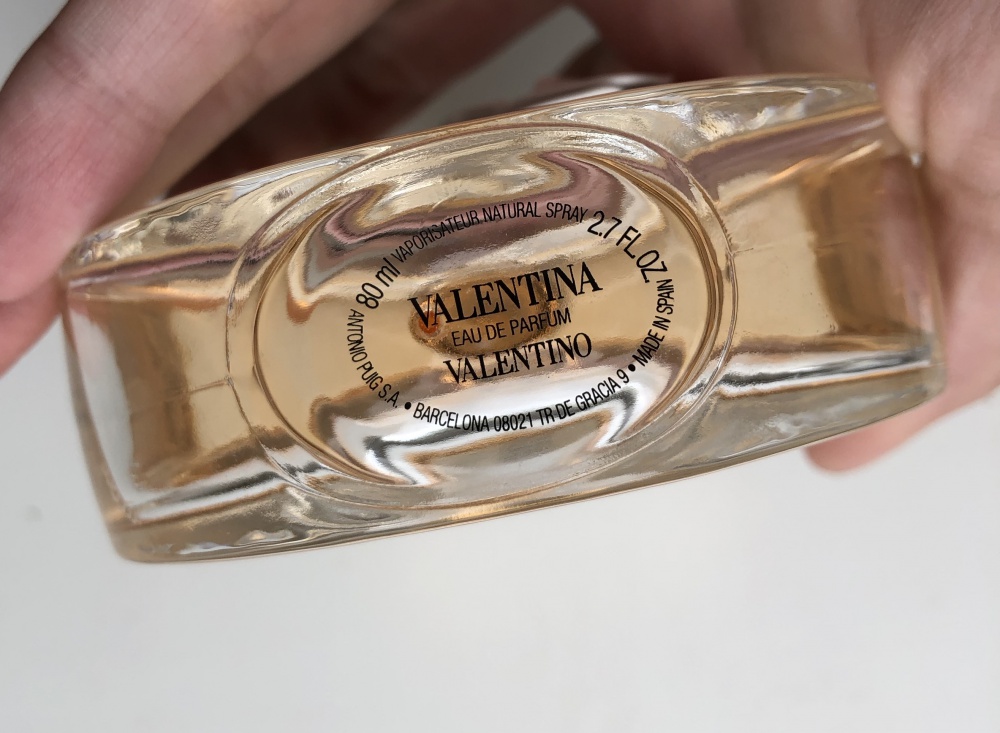 80 ml VAPORISATEUR NATURAL SPRAY 2.7 FL OZ.
VALENTINA
EAU DE PARFUM
VALENTINO
ANTONIO PUIG S.A. • BARCELONA 08021 TR DE GRACIA 9 • MADE IN SPAIN